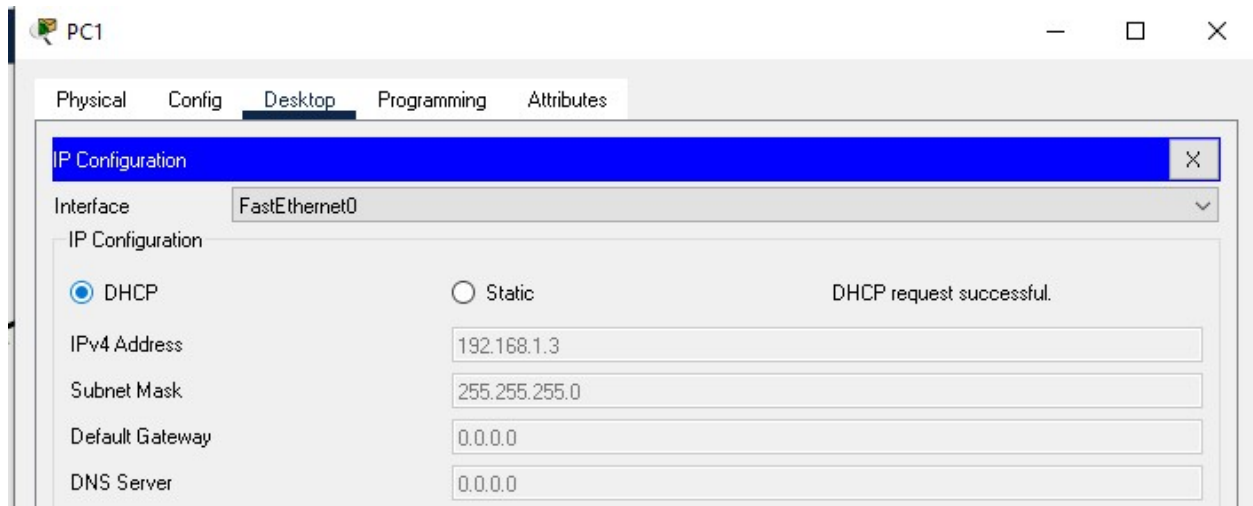 PC1
Physical Config Desktop Programming Attributes
IP Configuration X
Interface FastEthernet0
IP Configuration
DHCP Static DHCP request successful.
IPv4 Address 192.168.1.3
Subnet Mask 255.255.255.0
Default Gateway 0.0.0.0
DNS Server 0.0.0.0